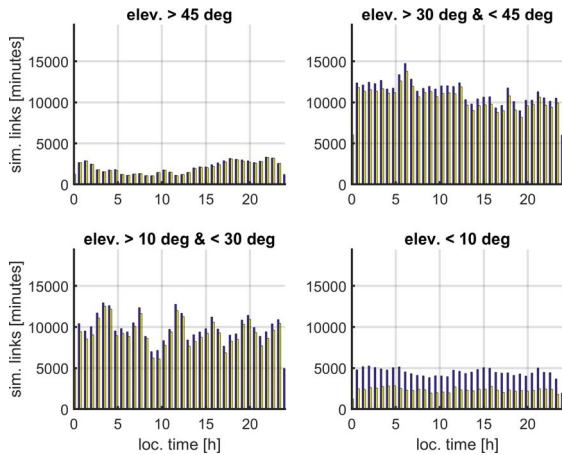 elev. > 45 deg
sim. links [minutes]
15000
10000
5000
0
0 5 10 15 20
elev. > 30 deg & < 45 deg
15000
10000
5000
0
0 5 10 15 20
elev. > 10 deg & < 30 deg
sim. links [minutes]
15000
10000
5000
0
0 5 10 15 20
loc. time [h]
elev. < 10 deg
15000
10000
5000
0
0 5 10 15 20
loc. time [h]